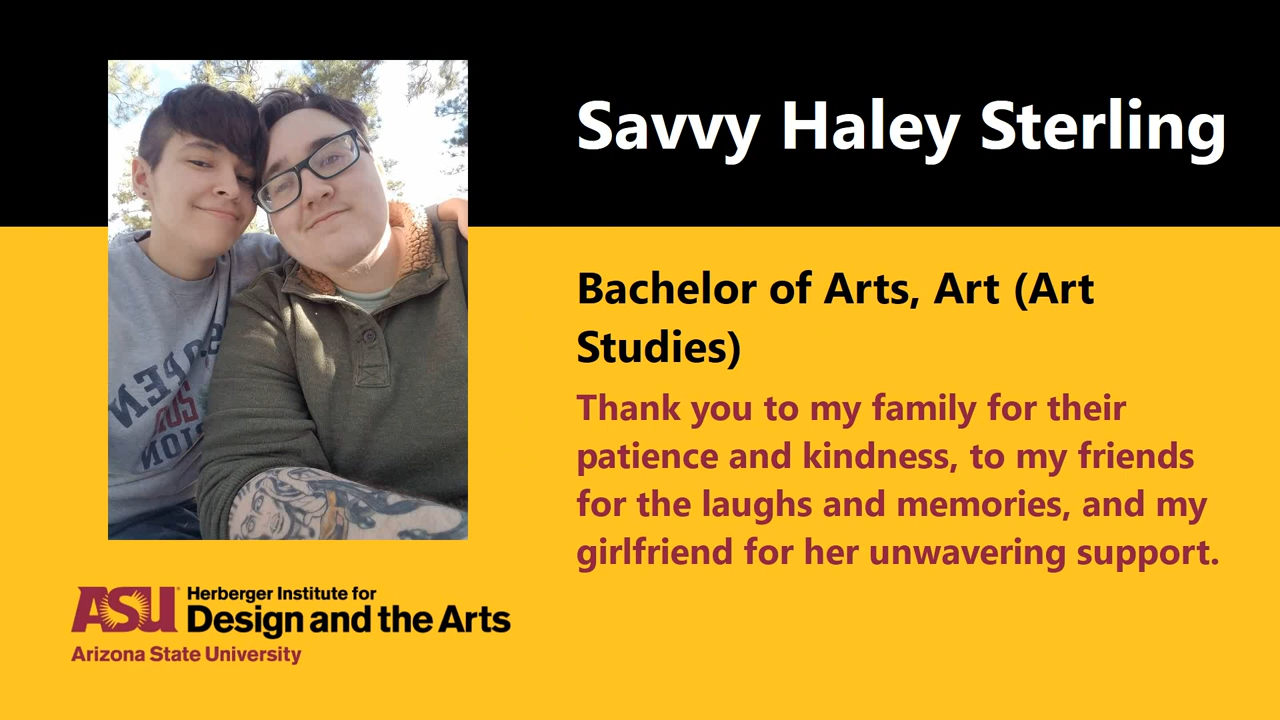 Savvy Haley Sterling
Bachelor of Arts, Art (Art
Studies)
Thank you to my family for their
patience and kindness, to my friends
for the laughs and memories, and my
girlfriend for her unwavering support.
ASU Herberger Institute for
Design and the Arts
Arizona State University